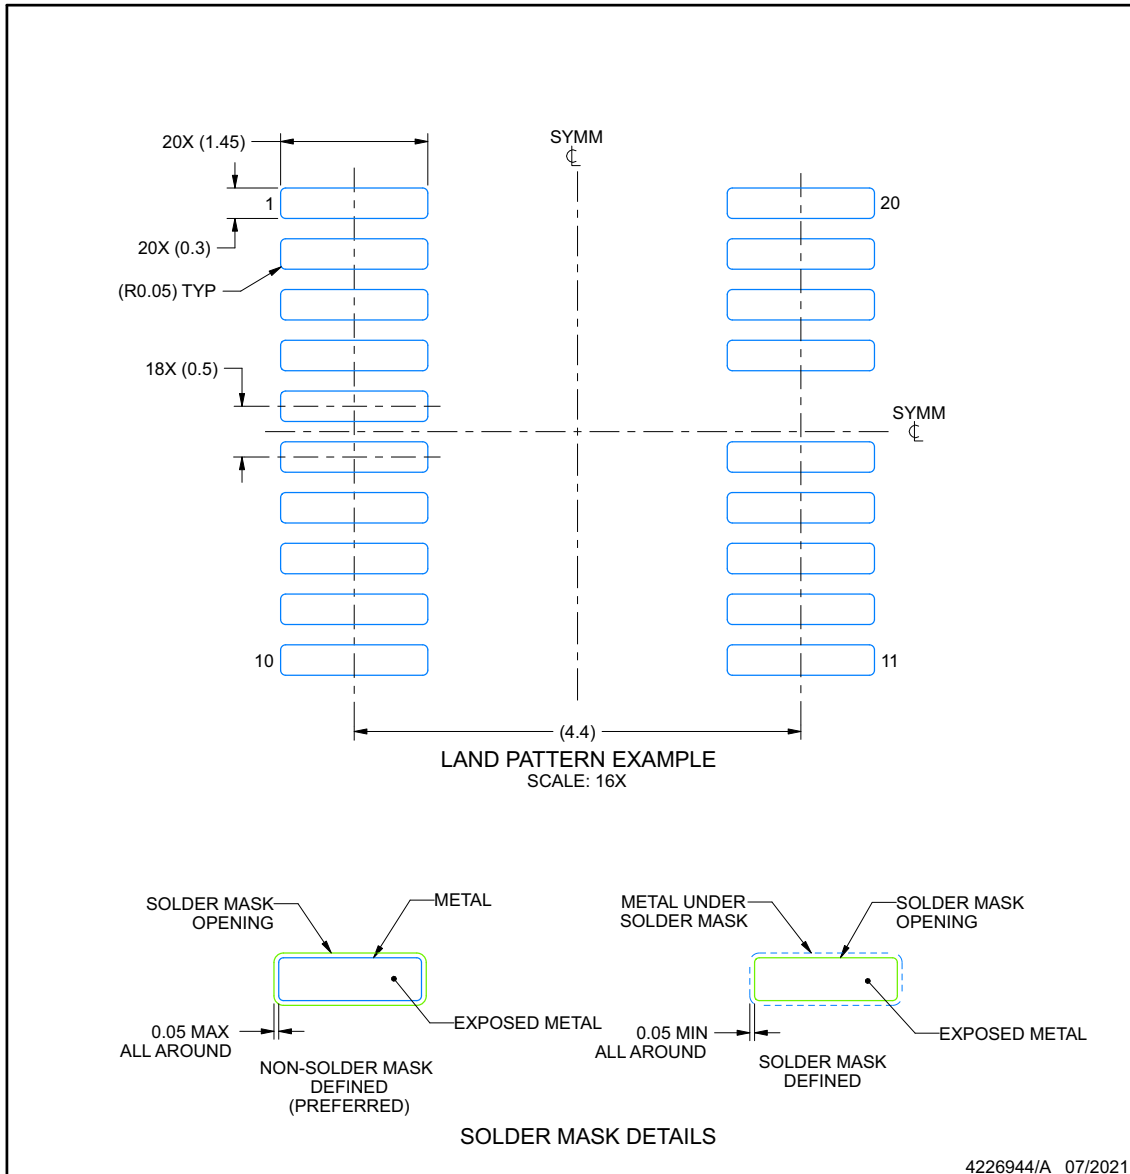 SYMM
℄
20X (1.45)
1
20
20X (0.3)
(R0.05) TYP
18X (0.5)
SYMM
℄
10
11
(4.4)
LAND PATTERN EXAMPLE
SCALE: 16X
SOLDER MASK
OPENING
METAL
EXPOSED METAL
0.05 MAX
ALL AROUND
NON-SOLDER MASK
DEFINED
(PREFERRED)
METAL UNDER
SOLDER MASK
SOLDER MASK
OPENING
EXPOSED METAL
0.05 MIN
ALL AROUND
SOLDER MASK
DEFINED
SOLDER MASK DETAILS
4226944/A 07/2021